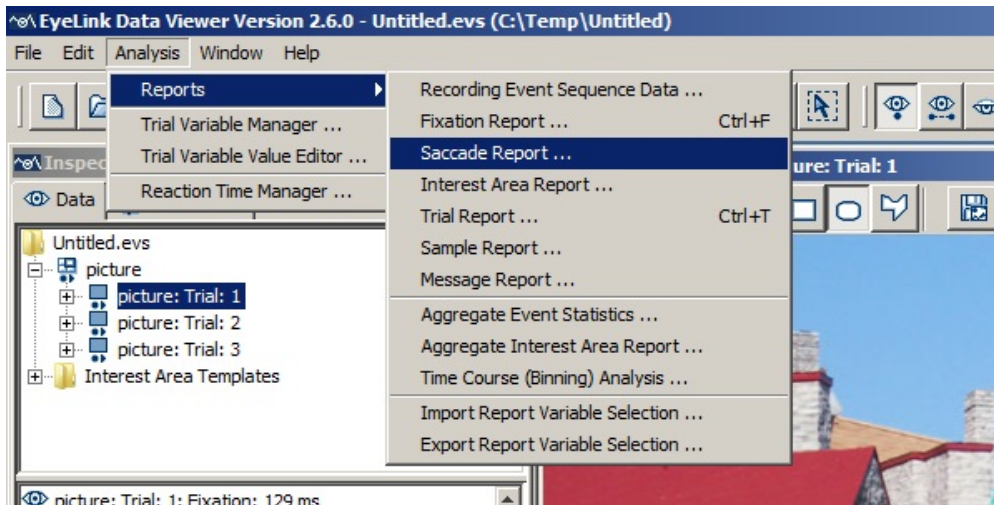 EyeLink Data Viewer Version 2.6.0 - Untitled.evs (C:\Temp\Untitled)
File Edit Analysis Window Help
Reports
Trial Variable Manager ...
Trial Variable Value Editor ...
Reaction Time Manager ...
Recording Event Sequence Data ...
Fixation Report ... Ctrl+F
Saccade Report ...
Interest Area Report ...
Trial Report ... Ctrl+T
Sample Report ...
Message Report ...
Aggregate Event Statistics ...
Aggregate Interest Area Report ...
Time Course (Binning) Analysis ...
Import Report Variable Selection ...
Export Report Variable Selection ...
Inspec
ure: Trial: 1
Data
Untitled.evs
picture
picture: Trial: 1
picture: Trial: 2
picture: Trial: 3
Interest Area Templates
picture: Trial: 1: Fixation: 129 ms